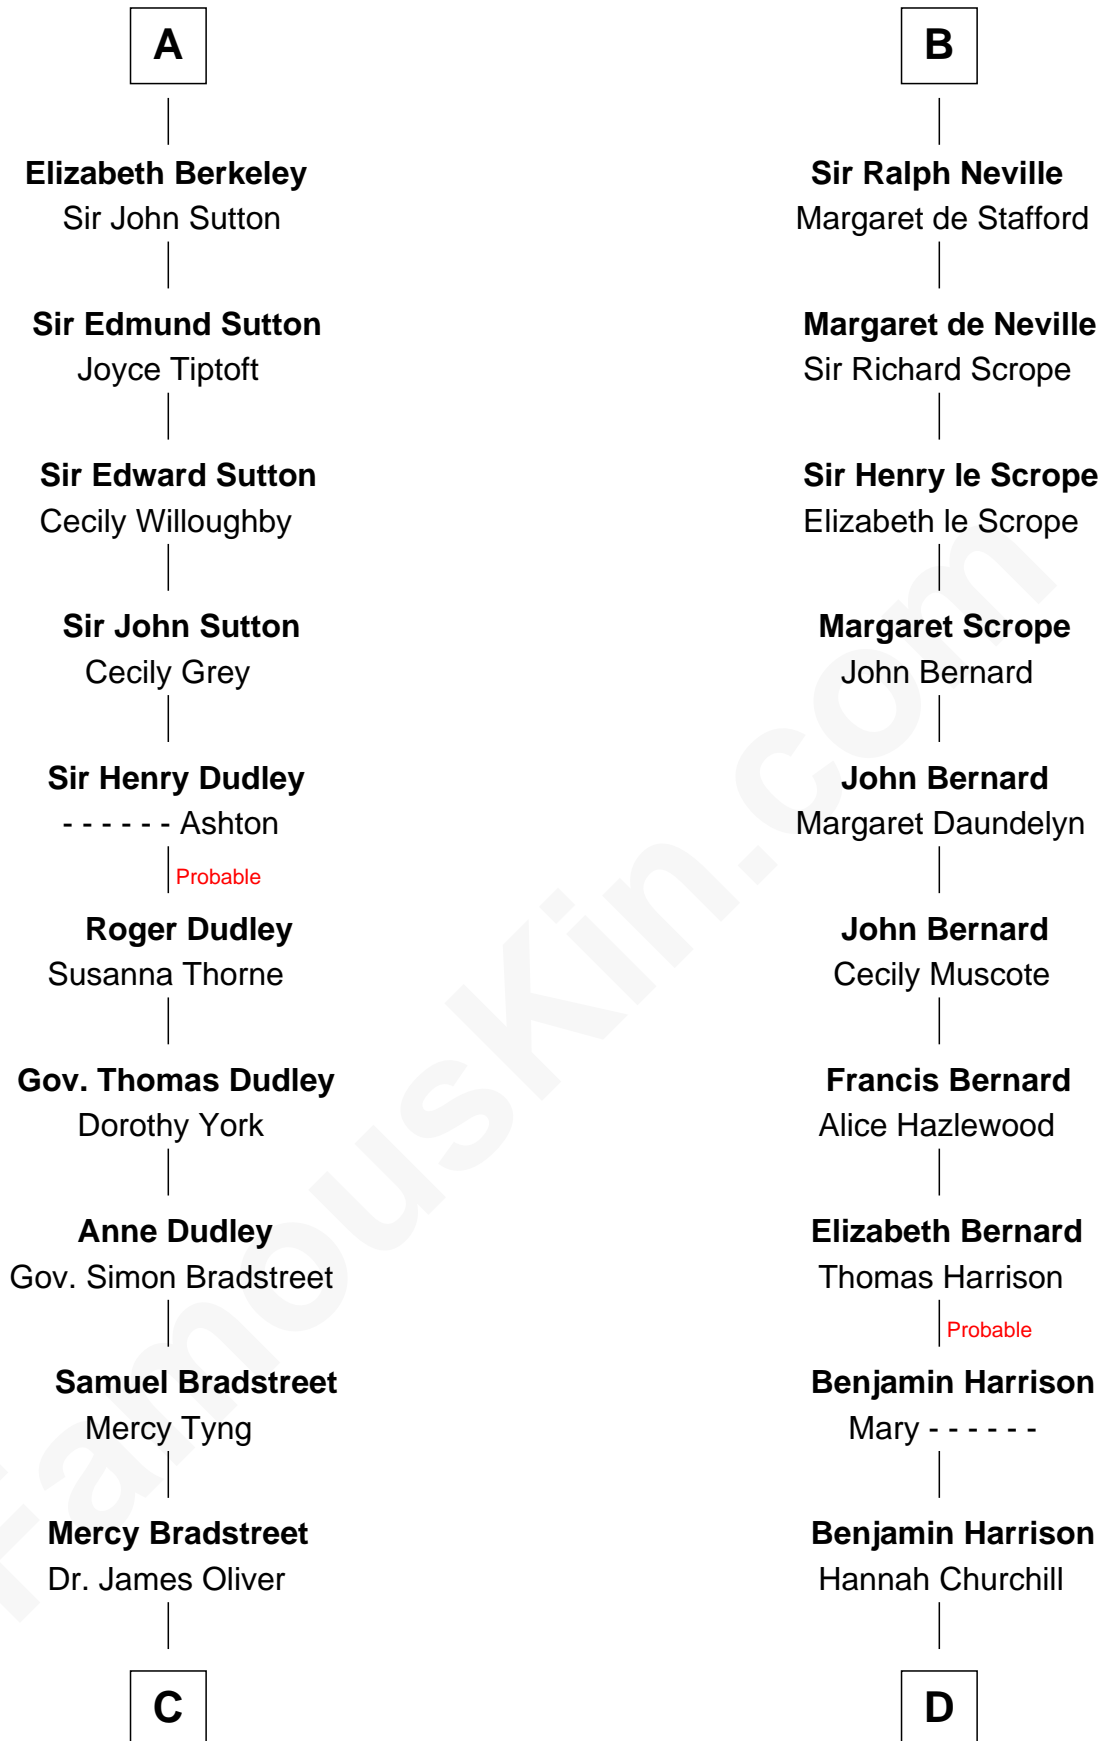 A
Elizabeth Berkeley
Sir John Sutton
Sir Edmund Sutton
Joyce Tiptoft
Sir Edward Sutton
Cecily Willoughby
Sir John Sutton
Cecily Grey
Sir Henry Dudley
- - - - - - Ashton
Probable
Roger Dudley
Susanna Thorne
Gov. Thomas Dudley
Dorothy York
Anne Dudley
Gov. Simon Bradstreet
Samuel Bradstreet
Mercy Tyng
Mercy Bradstreet
Dr. James Oliver
C
B
Sir Ralph Neville
Margaret de Stafford
Margaret de Neville
Sir Richard Scrope
Sir Henry le Scrope
Elizabeth le Scrope
Margaret Scrope
John Bernard
John Bernard
Margaret Daundelyn
John Bernard
Cecily Muscote
Francis Bernard
Alice Hazlewood
Elizabeth Bernard
Thomas Harrison
Probable
Benjamin Harrison
Mary - - - - - -
Benjamin Harrison
Hannah Churchill
D
FamousKin.com